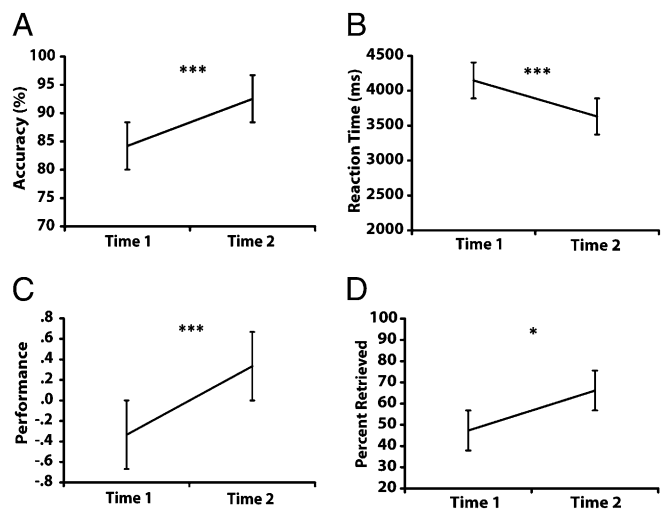 A
Accuracy (%)
100
95
90
85
80
75
70
***
Time 1
Time 2
B
Reaction Time (ms)
4500
4000
3500
3000
2500
2000
***
Time 1
Time 2
C
Performance
.8
.6
.4
.2
.0
-.2
-.4
-.6
-.8
***
Time 1
Time 2
D
Percent Retrieved
100
90
80
70
60
50
40
30
20
*
Time 1
Time 2